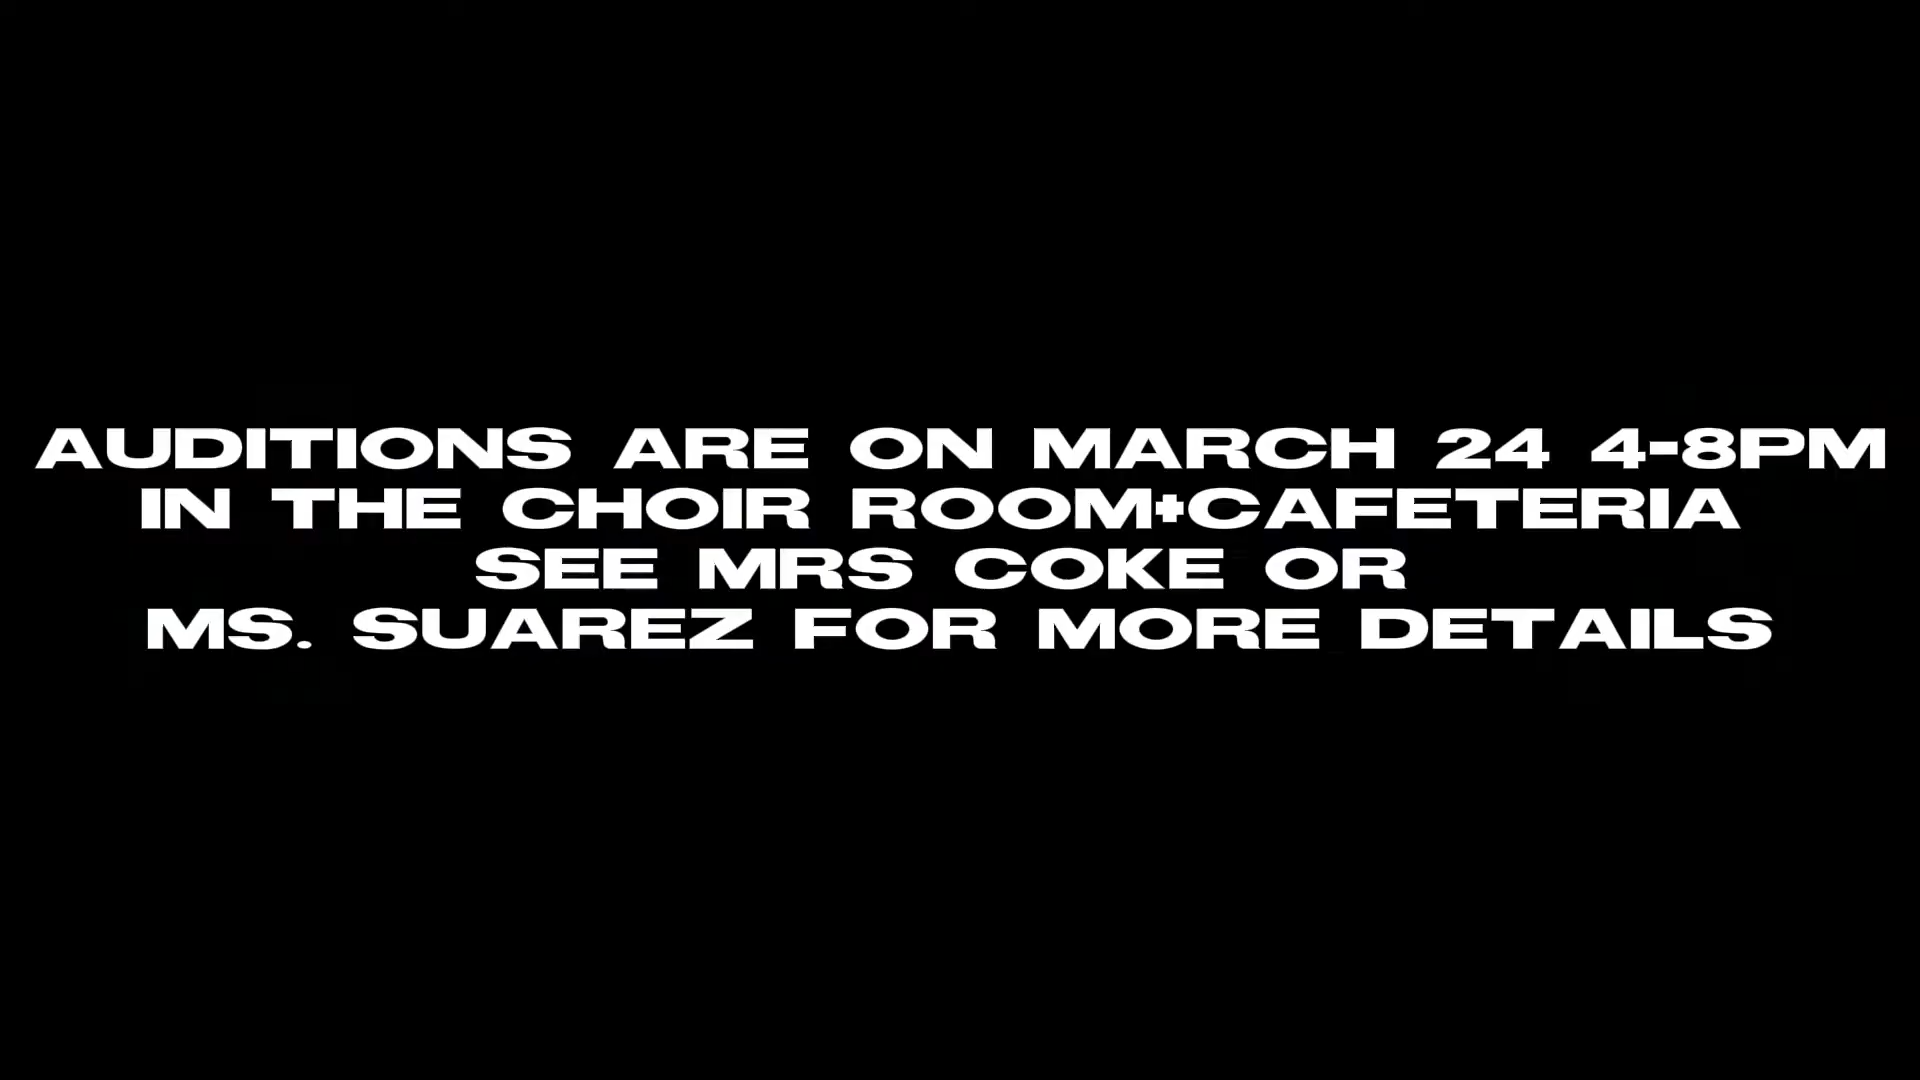 AUDITIONS ARE ON MARCH 24 4-8PM
IN THE CHOIR ROOM+CAFETERIA
SEE MRS COKE OR
MS. SUAREZ FOR MORE DETAILS